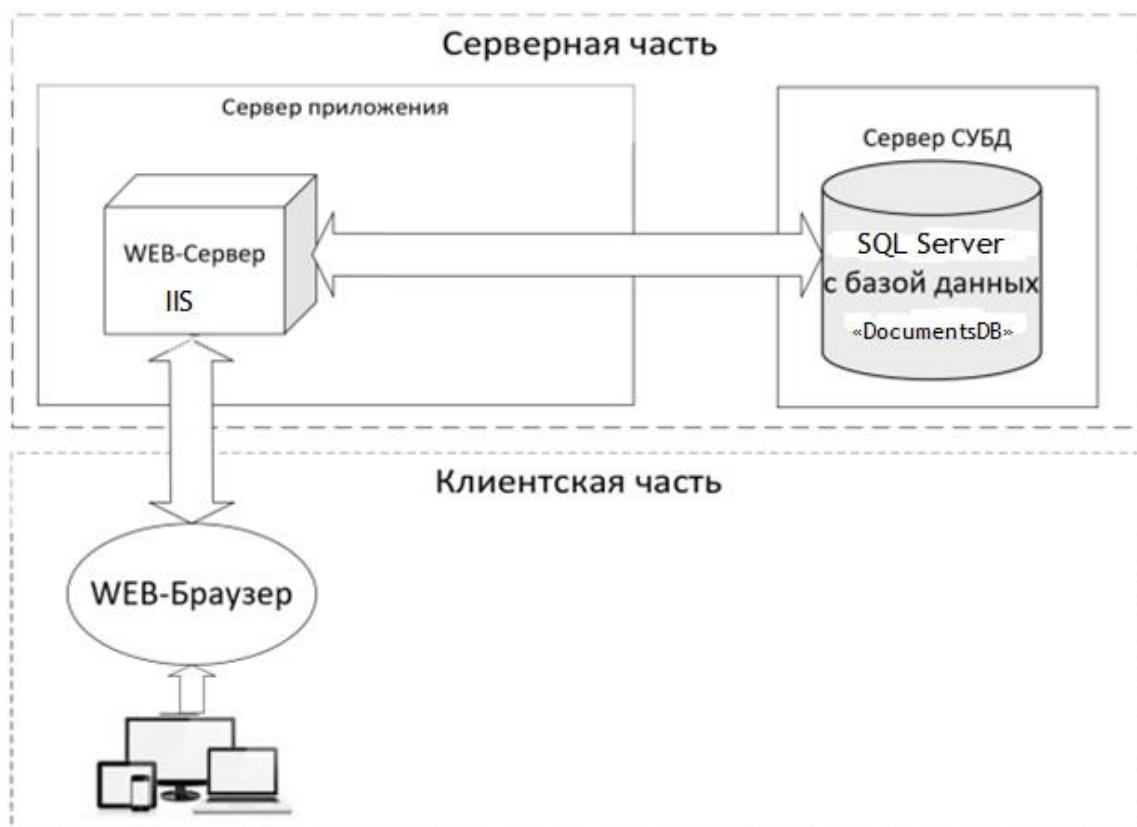 Серверная часть
Сервер приложения
Сервер СУБД
WEB-Сервер
IIS
SQL Server
с базой данных
«DocumentsDB»
Клиентская часть
WEB-Браузер